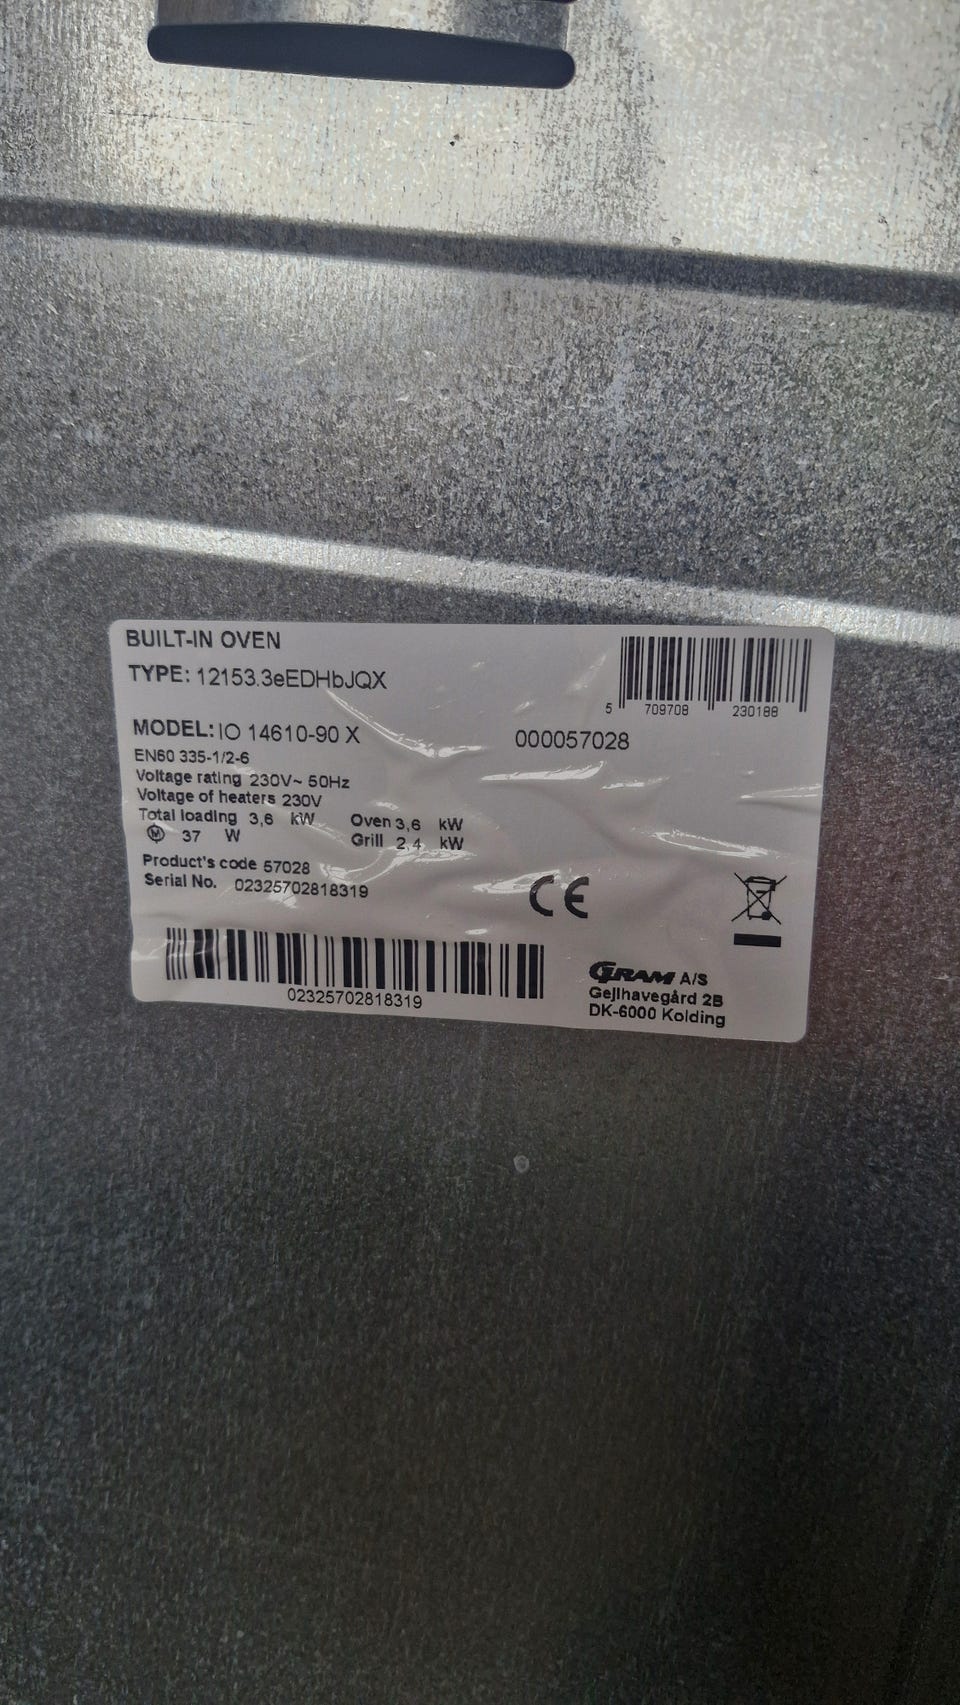 BUILT-IN OVEN
TYPE: 12153.3eEDHbJQX
5 709708 230188
MODEL: IO 14610-90 X
000057028
EN60 335-1/2-6
Voltage rating 230V~ 50Hz
Voltage of heaters 230V
Total loading 3,6 kW Oven 3,6 kW
M 37 W Grill 2,4 kW
Product's code 57028
Serial No. 02325702818319
CE
02325702818319
GRAM A/S
Gejlhavegård 2B
DK-6000 Kolding